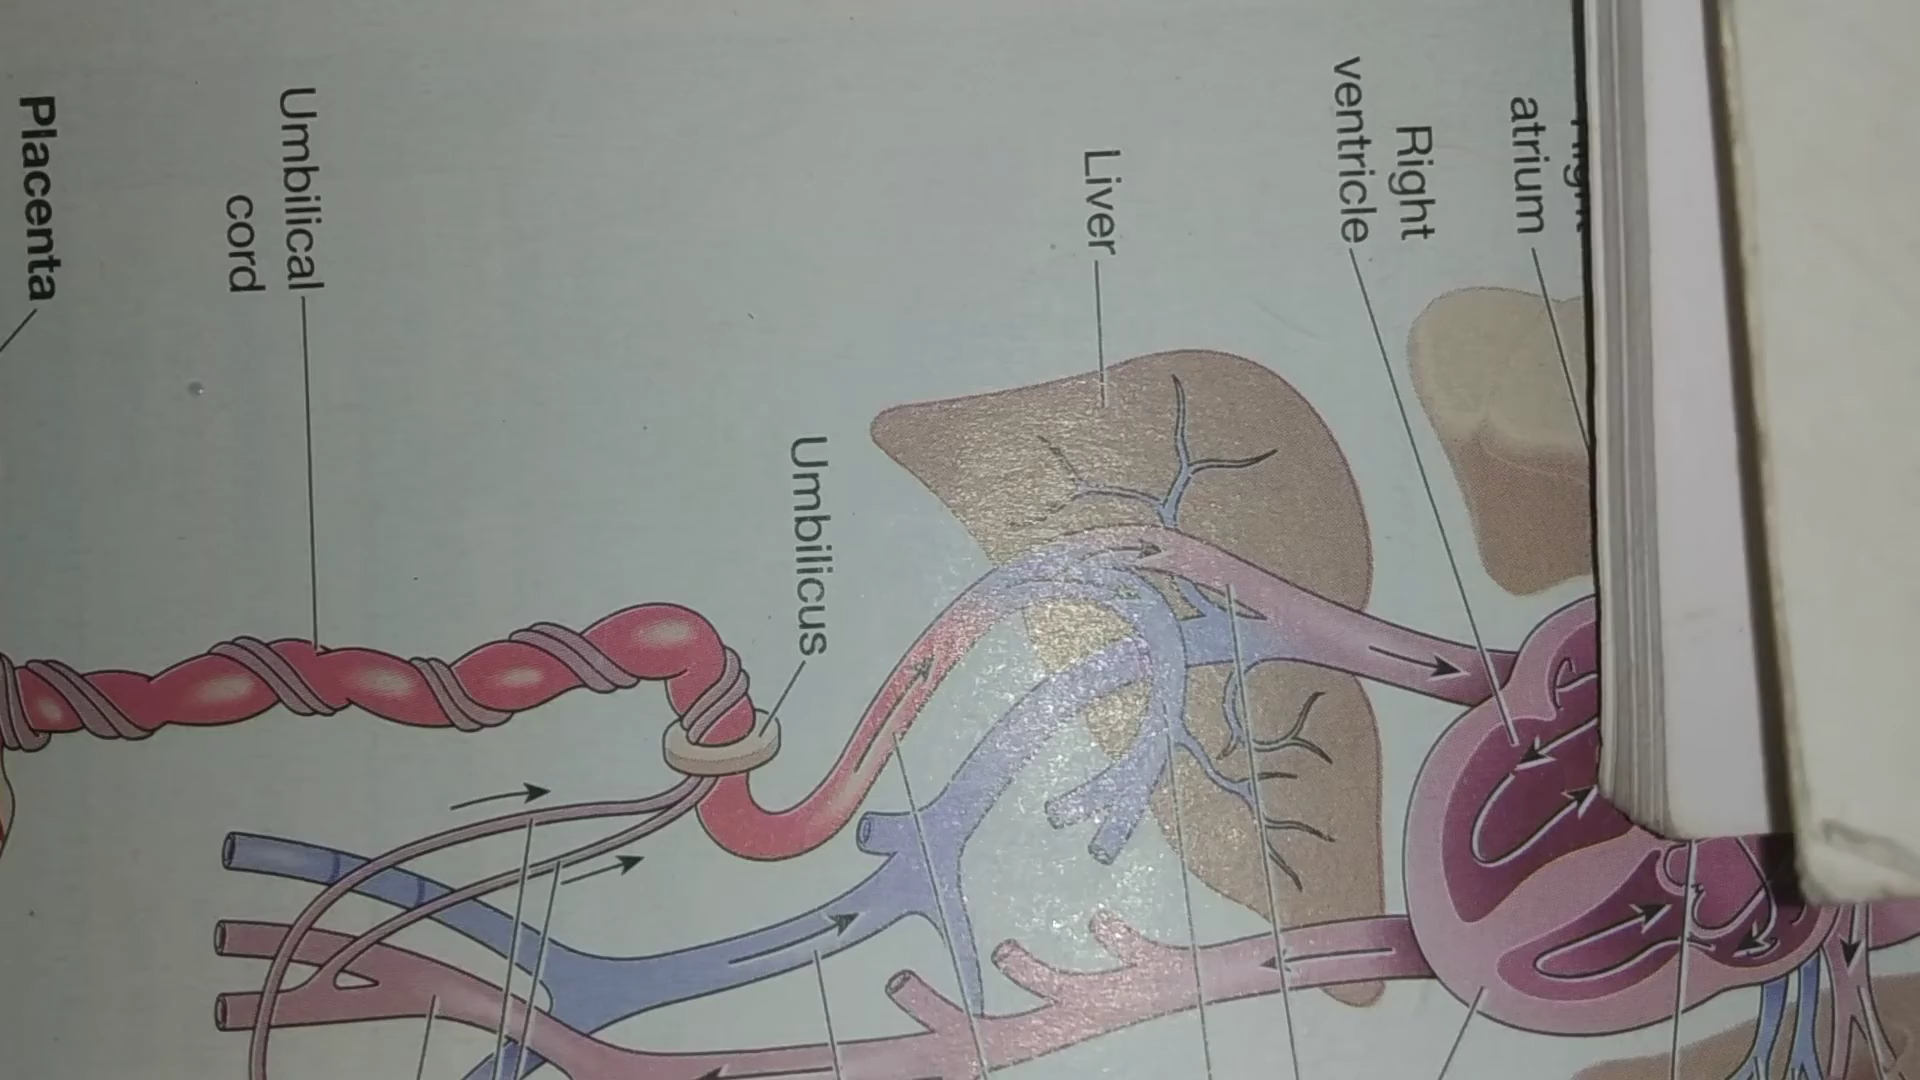 atrium
Right
ventricle
Liver
Umbilicus
Umbilical
cord
Placenta